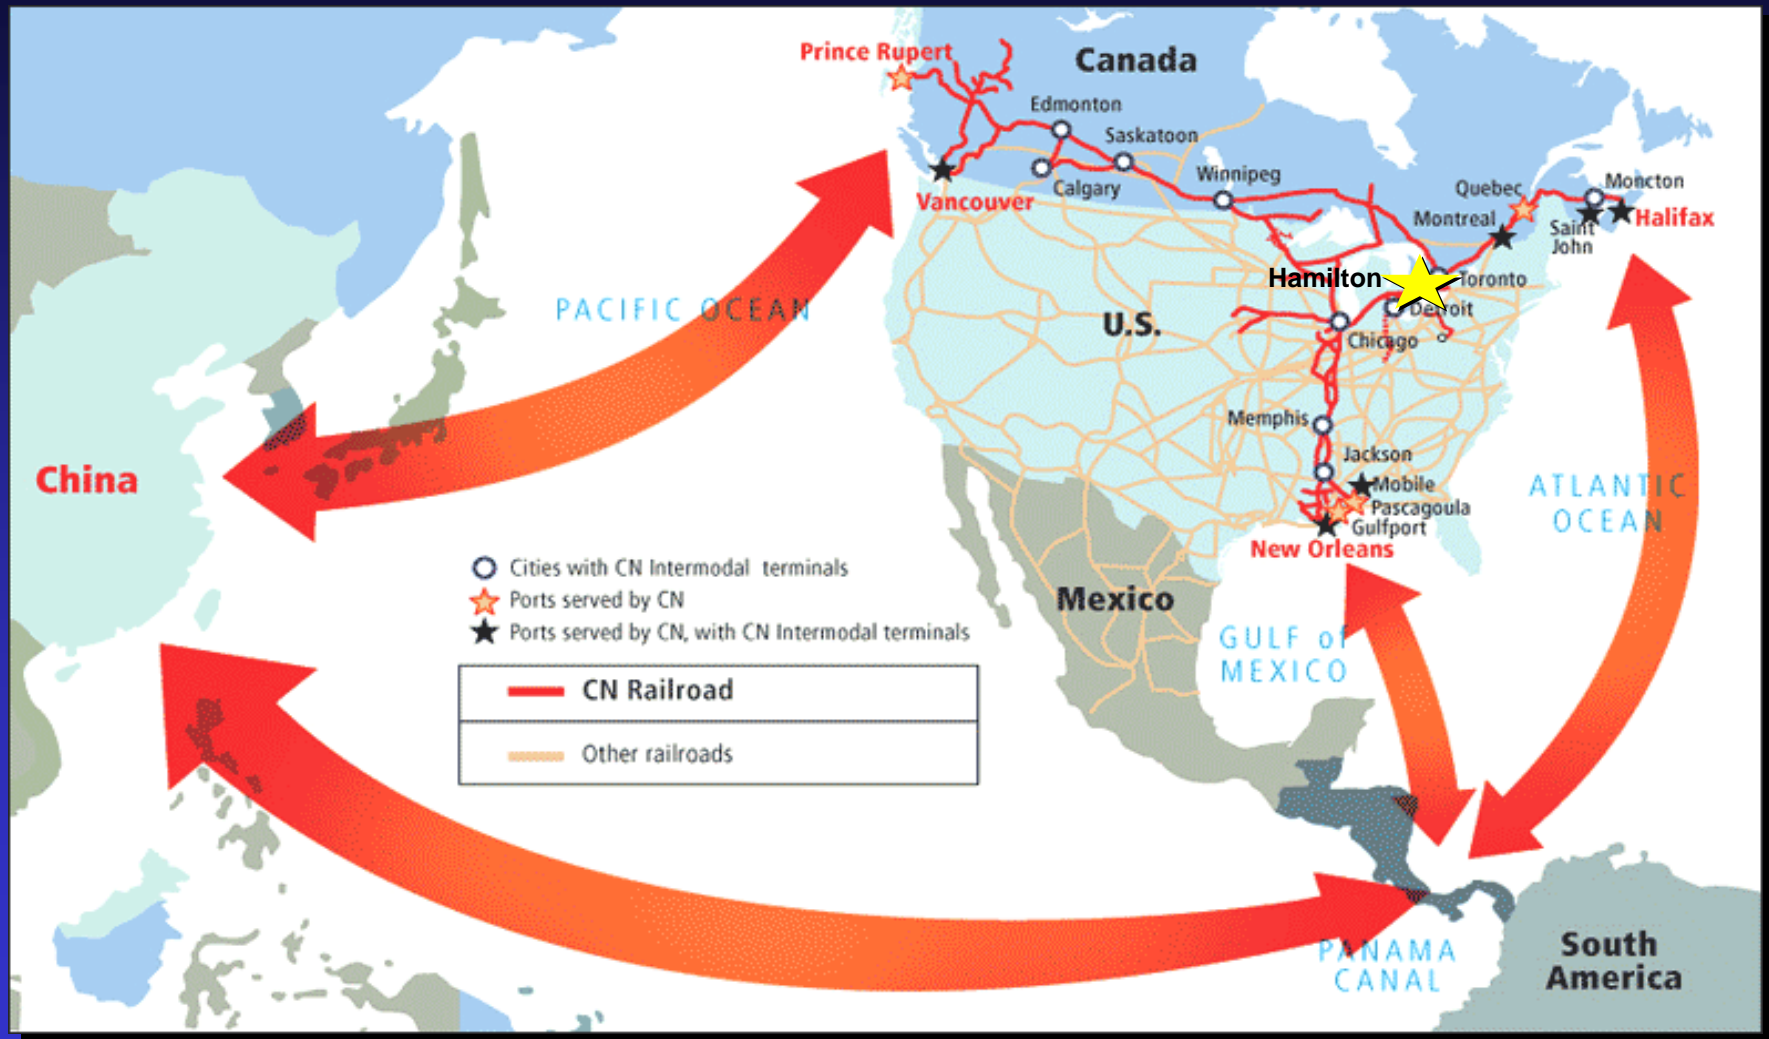 Prince Rupert
Canada
Edmonton
Saskatoon
Winnipeg
Calgary
Vancouver
Quebec
Moncton
Montreal
Saint
John
Halifax
Hamilton
Toronto
Detroit
Chicago
U.S.
PACIFIC OCEAN
Memphis
Jackson
Mobile
Pascagoula
Gulfport
New Orleans
China
ATLANTIC
OCEAN
Cities with CN Intermodal terminals
Ports served by CN
Ports served by CN, with CN Intermodal terminals
CN Railroad
Other railroads
Mexico
GULF of
MEXICO
PANAMA
CANAL
South
America